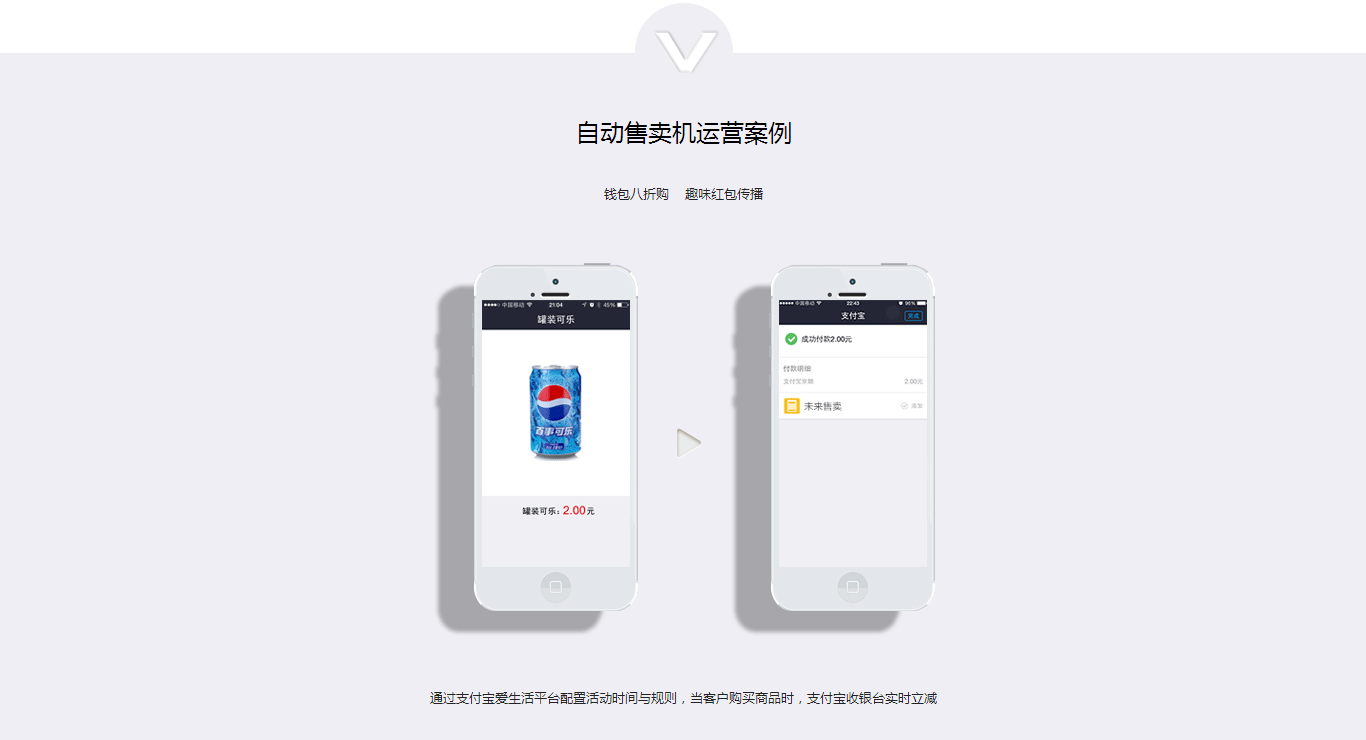 自动售卖机运营案例
钱包八折购 趣味红包传播
中国移动 21:04 45%
罐装可乐
百事可乐
罐装可乐：2.00元
中国移动 22:43 96%
支付宝 完成
成功付款2.00元
付款明细
支付宝余额 2.00元
未来售卖 添加
通过支付宝爱生活平台配置活动时间与规则，当客户购买商品时，支付宝收银台实时立减